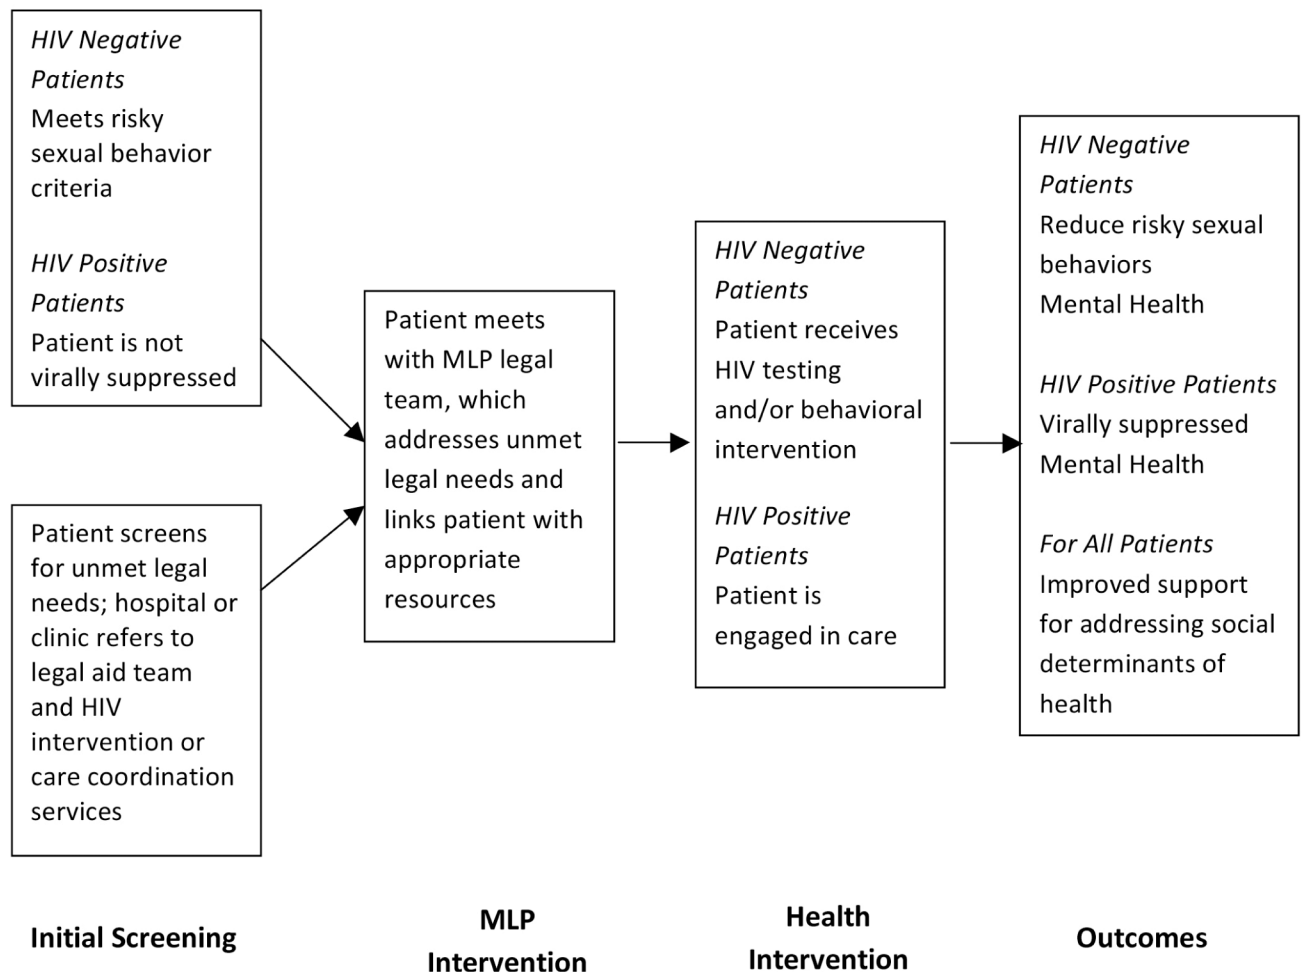 HIV Negative
Patients
Meets risky
sexual behavior
criteria
HIV Positive
Patients
Patient is not
virally suppressed
Patient screens
for unmet legal
needs; hospital or
clinic refers to
legal aid team
and HIV
intervention or
care coordination
services
Patient meets
with MLP legal
team, which
addresses unmet
legal needs and
links patient with
appropriate
resources
HIV Negative
Patients
Patient receives
HIV testing
and/or behavioral
intervention
HIV Positive
Patients
Patient is
engaged in care
HIV Negative
Patients
Reduce risky sexual
behaviors
Mental Health
HIV Positive Patients
Virally suppressed
Mental Health
For All Patients
Improved support
for addressing social
determinants of
health
Initial Screening
MLP
Intervention
Health
Intervention
Outcomes